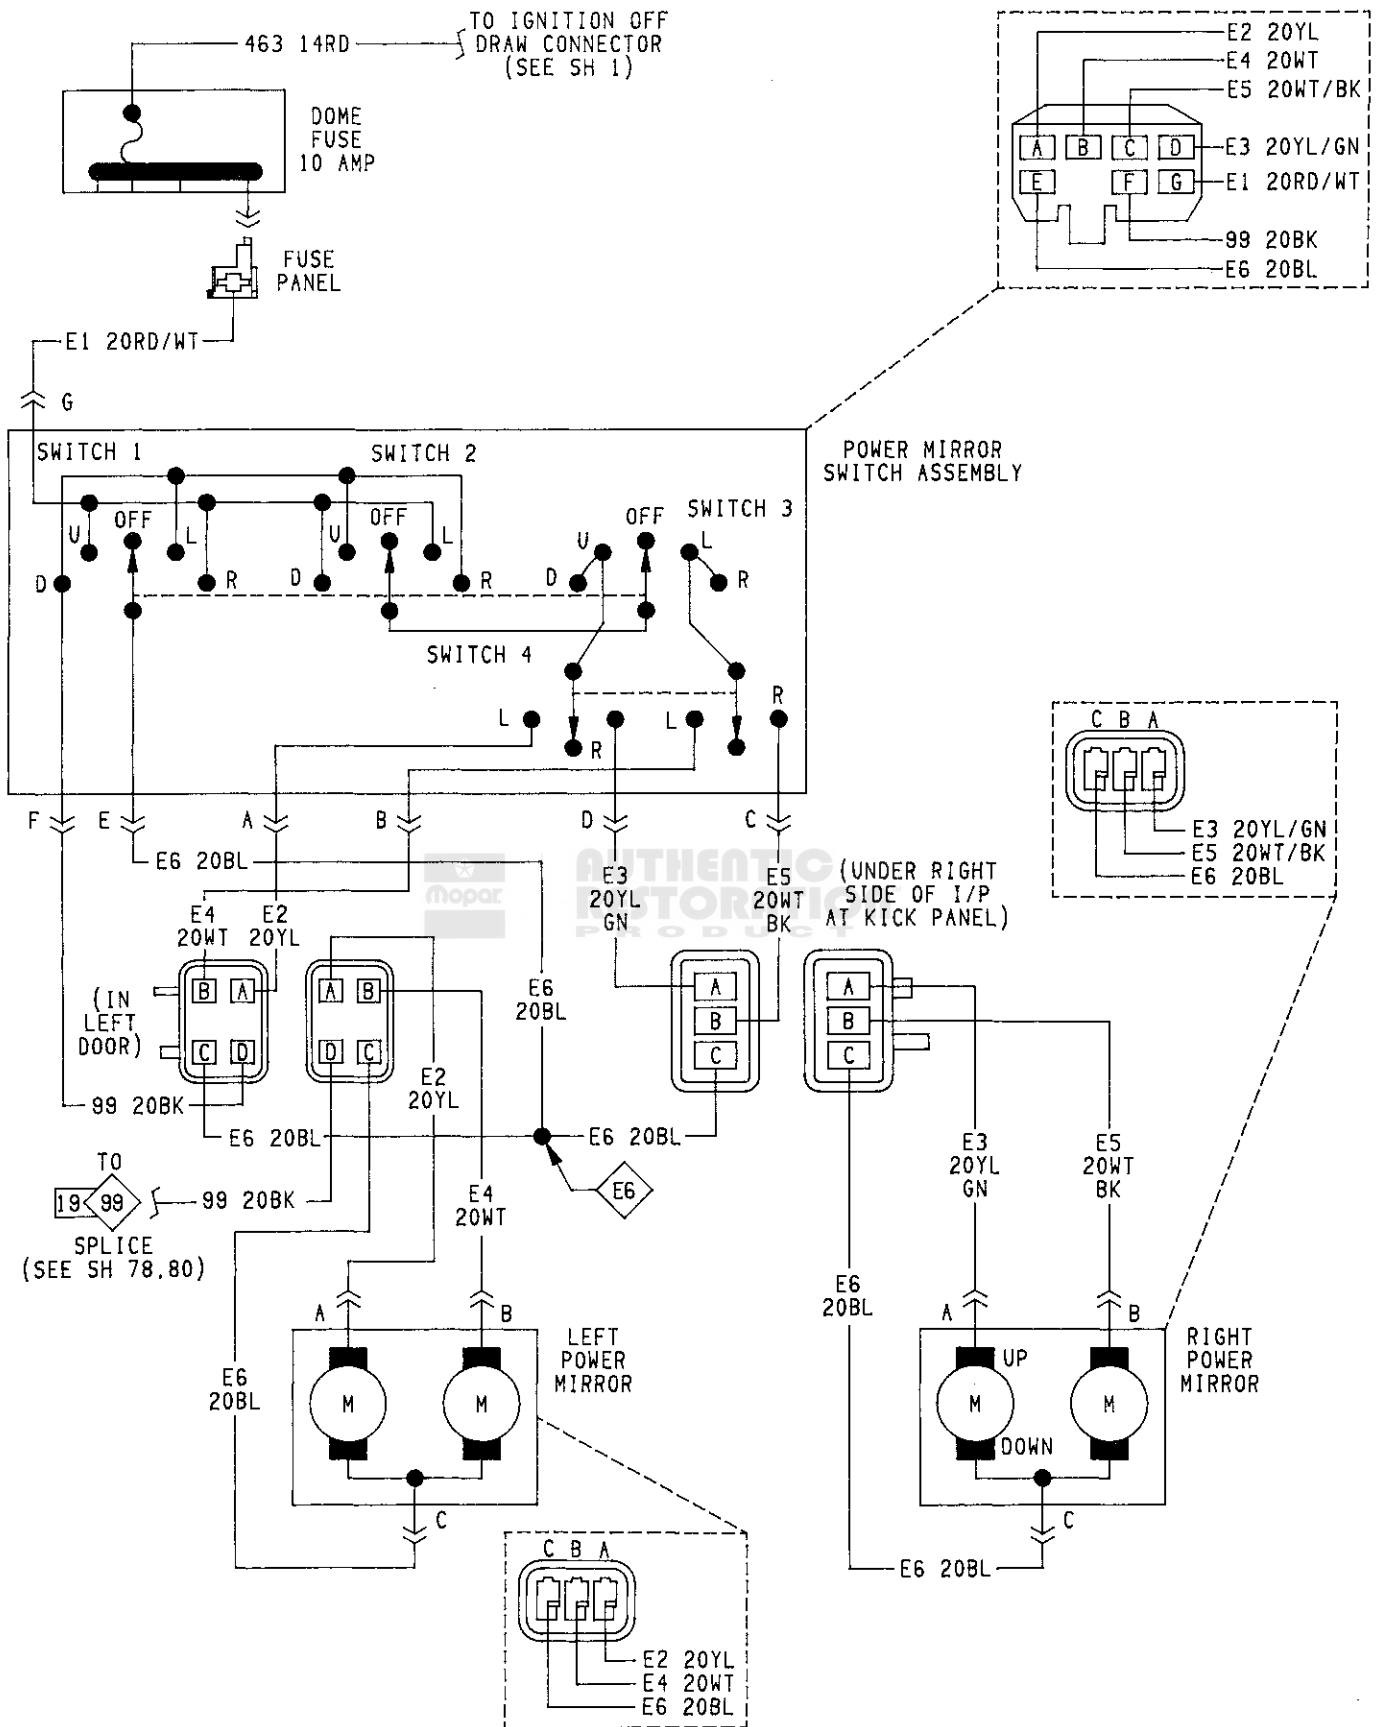 463 14RD
TO IGNITION OFF
DRAW CONNECTOR
(SEE SH 1)
DOME
FUSE
10 AMP
FUSE
PANEL
E1 20RD/WT
G
E2 20YL
E4 20WT
E5 20WT/BK
A B C D
E3 20YL/GN
E F G
E1 20RD/WT
99 20BK
E6 20BL
POWER MIRROR
SWITCH ASSEMBLY
SWITCH 1
SWITCH 2
SWITCH 3
OFF
OFF
OFF
U
L
U
L
U
L
D
R
D
R
D
R
SWITCH 4
L
R
L
R
F
E
A
B
D
C
E6 20BL
Mopar
AUTHENTIC
RESTORATION
PRODUCT
E3
20YL
GN
E5
20WT
BK
(UNDER RIGHT
SIDE OF I/P
AT KICK PANEL)
C B A
E3 20YL/GN
E5 20WT/BK
E6 20BL
E4
20WT
E2
20YL
(IN
LEFT
DOOR)
B A
C D
A B
D C
E6
20BL
A
B
C
A
B
C
E2
20YL
99 20BK
E6 20BL
E6 20BL
E6
TO
19 99
99 20BK
SPLICE
(SEE SH 78,80)
E4
20WT
E3
20YL
GN
E5
20WT
BK
E6
20BL
A
B
LEFT
POWER
MIRROR
E6
20BL
M
M
C
A
B
RIGHT
POWER
MIRROR
UP
M
M
DOWN
C
E6 20BL
C B A
E2 20YL
E4 20WT
E6 20BL